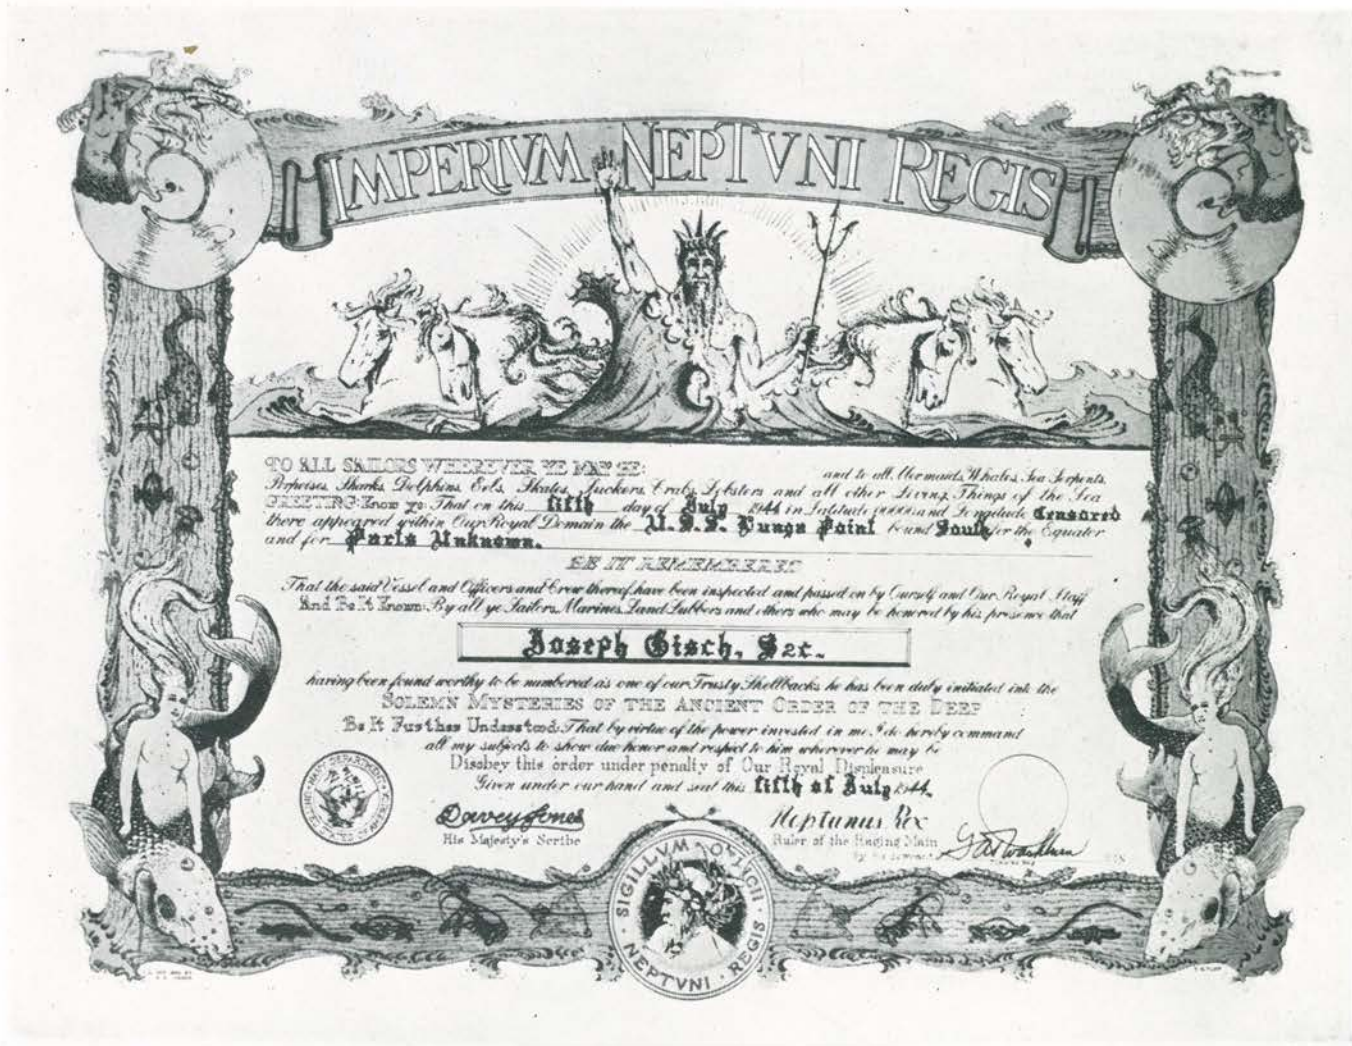 IMPERIVM NEPTVNI REGIS
TO ALL SAILORS WHEREVER YE MAY BE: and to all Mermaids, Whales, Sea Serpents,
Porpoises, Sharks, Dolphins, Eels, Skates, Suckers, Crabs, Lobsters and all other Living Things of the Sea
GREETING: Know ye: That on this fifth day of July 1944 in Latitude 00000 and Longitude Censored
there appeared within Our Royal Domain the U.S.S. Bunga Point bound South for the Equator
and for Parts Unknown.
BE IT REMEMBERED
That the said Vessel and Officers and Crew thereof have been inspected and passed on by Ourself and Our Royal Staff
And Be It Known: By all ye Sailors, Marines, Land Lubbers and others who may be honored by his presence that
Joseph Gisch, S2c.
having been found worthy to be numbered as one of our Trusty Shellbacks he has been duly initiated into the
SOLEMN MYSTERIES OF THE ANCIENT ORDER OF THE DEEP
Be It Further Understood: That by virtue of the power invested in me I do hereby command
all my subjects to show due honor and respect to him wherever he may be
Disobey this order under penalty of Our Royal Displeasure
Given under our hand and seal this fifth of July 1944.
NAVY DEPARTMENT
UNITED STATES OF AMERICA
Davey Jones
His Majesty's Scribe
Neptunus Rex
Ruler of the Raging Main
USN
SIGILLVM
NEPTVNI REGIS